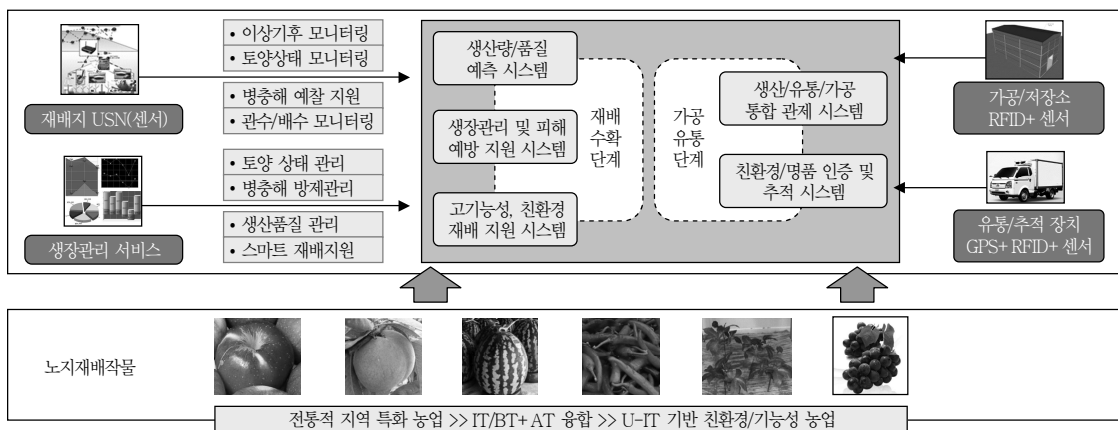 • 이상기후 모니터링
• 토양상태 모니터링
• 병충해 예찰 지원
• 관수/배수 모니터링
재배지 USN(센서)
• 토양 상태 관리
• 병충해 방제관리
• 생산품질 관리
• 스마트 재배지원
생장관리 서비스
생산량/품질
예측 시스템
생장관리 및 피해
예방 지원 시스템
고기능성, 친환경
재배 지원 시스템
재배
수확
단계
가공
유통
단계
생산/유통/가공
통합 관제 시스템
친환경/명품 인증 및
추적 시스템
가공/저장소
RFID+ 센서
유통/추적 장치
GPS+ RFID+ 센서
노지재배작물
전통적 지역 특화 농업 >> IT/BT+ AT 융합 >> U-IT 기반 친환경/기능성 농업